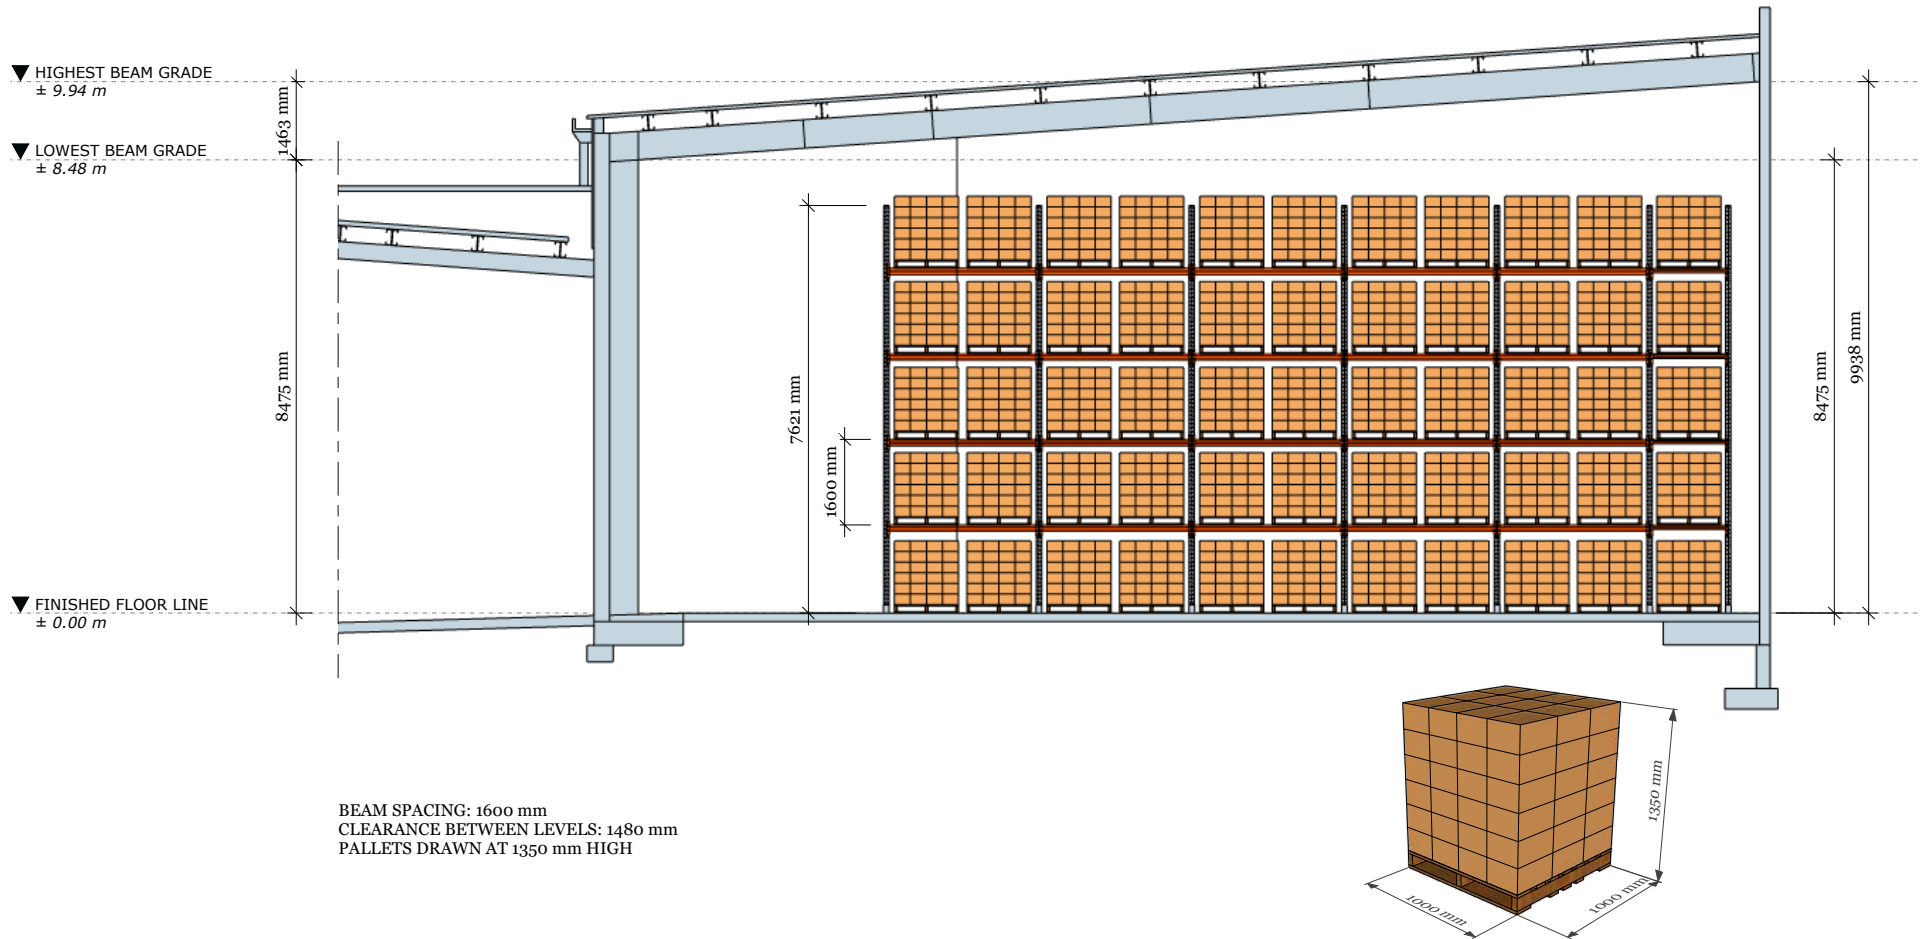 HIGHEST BEAM GRADE
± 9.94 m
1463 mm
LOWEST BEAM GRADE
± 8.48 m
8475 mm
7621 mm
1600 mm
8475 mm
9938 mm
FINISHED FLOOR LINE
± 0.00 m
BEAM SPACING: 1600 mm
CLEARANCE BETWEEN LEVELS: 1480 mm
PALLETS DRAWN AT 1350 mm HIGH
1350 mm
1000 mm
1000 mm